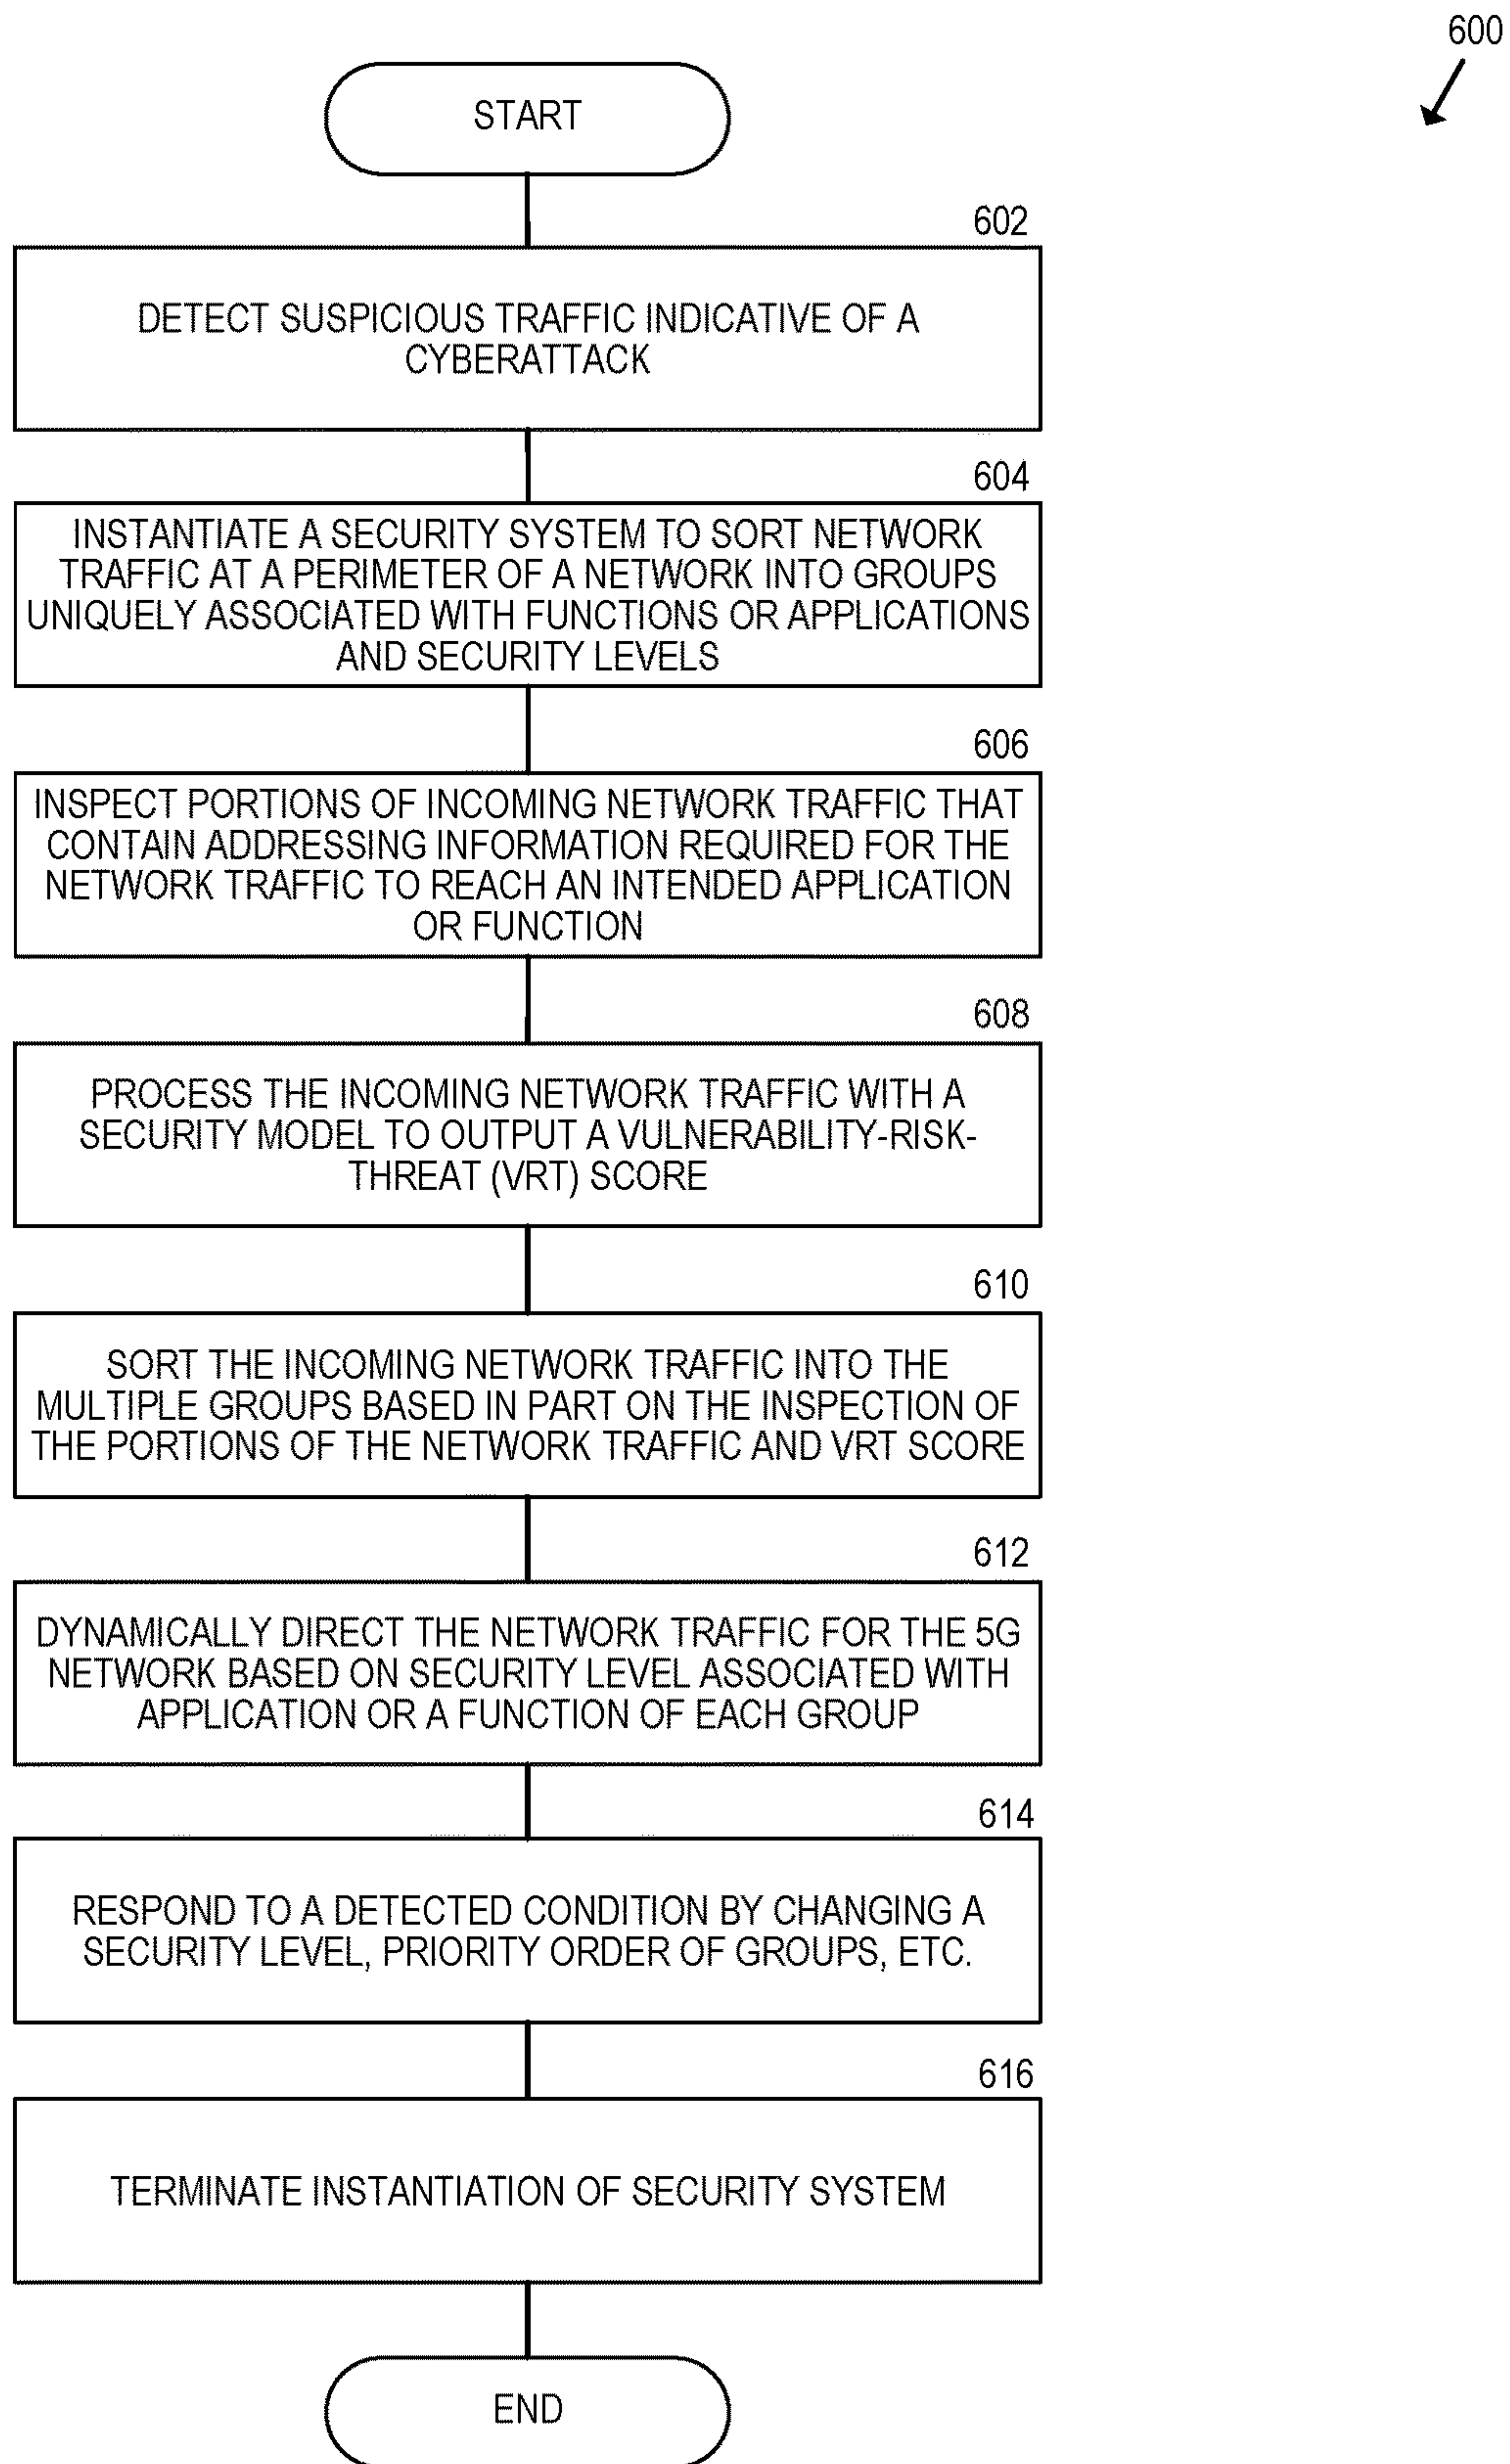 600
START
602
DETECT SUSPICIOUS TRAFFIC INDICATIVE OF A
CYBERATTACK
604
INSTANTIATE A SECURITY SYSTEM TO SORT NETWORK
TRAFFIC AT A PERIMETER OF A NETWORK INTO GROUPS
UNIQUELY ASSOCIATED WITH FUNCTIONS OR APPLICATIONS
AND SECURITY LEVELS
606
INSPECT PORTIONS OF INCOMING NETWORK TRAFFIC THAT
CONTAIN ADDRESSING INFORMATION REQUIRED FOR THE
NETWORK TRAFFIC TO REACH AN INTENDED APPLICATION
OR FUNCTION
608
PROCESS THE INCOMING NETWORK TRAFFIC WITH A
SECURITY MODEL TO OUTPUT A VULNERABILITY-RISK-
THREAT (VRT) SCORE
610
SORT THE INCOMING NETWORK TRAFFIC INTO THE
MULTIPLE GROUPS BASED IN PART ON THE INSPECTION OF
THE PORTIONS OF THE NETWORK TRAFFIC AND VRT SCORE
612
DYNAMICALLY DIRECT THE NETWORK TRAFFIC FOR THE 5G
NETWORK BASED ON SECURITY LEVEL ASSOCIATED WITH
APPLICATION OR A FUNCTION OF EACH GROUP
614
RESPOND TO A DETECTED CONDITION BY CHANGING A
SECURITY LEVEL, PRIORITY ORDER OF GROUPS, ETC.
616
TERMINATE INSTANTIATION OF SECURITY SYSTEM
END